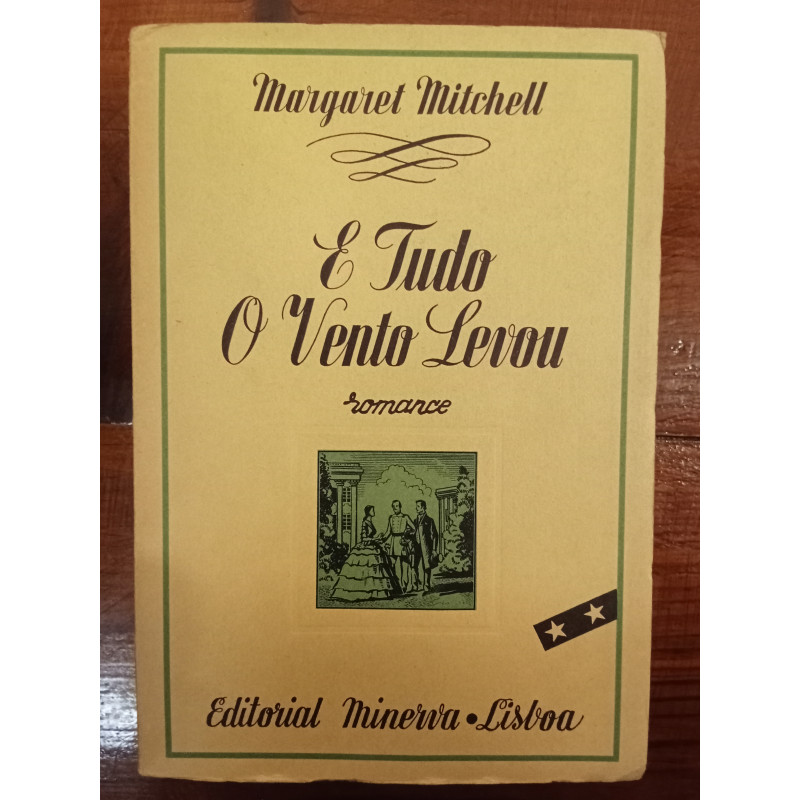 Margaret Mitchell
E Tudo
O Vento Levou
romance
Editorial Minerva • Lisboa